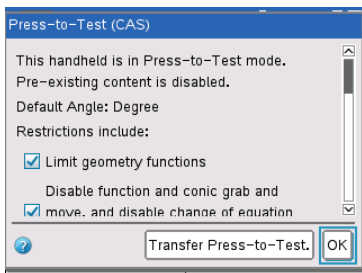 Press-to-Test (CAS)
This handheld is in Press-to-Test mode.
Pre-existing content is disabled.
Default Angle: Degree
Restrictions include:
Limit geometry functions
Disable function and conic grab and
move, and disable change of equation
?
Transfer Press-to-Test.
OK